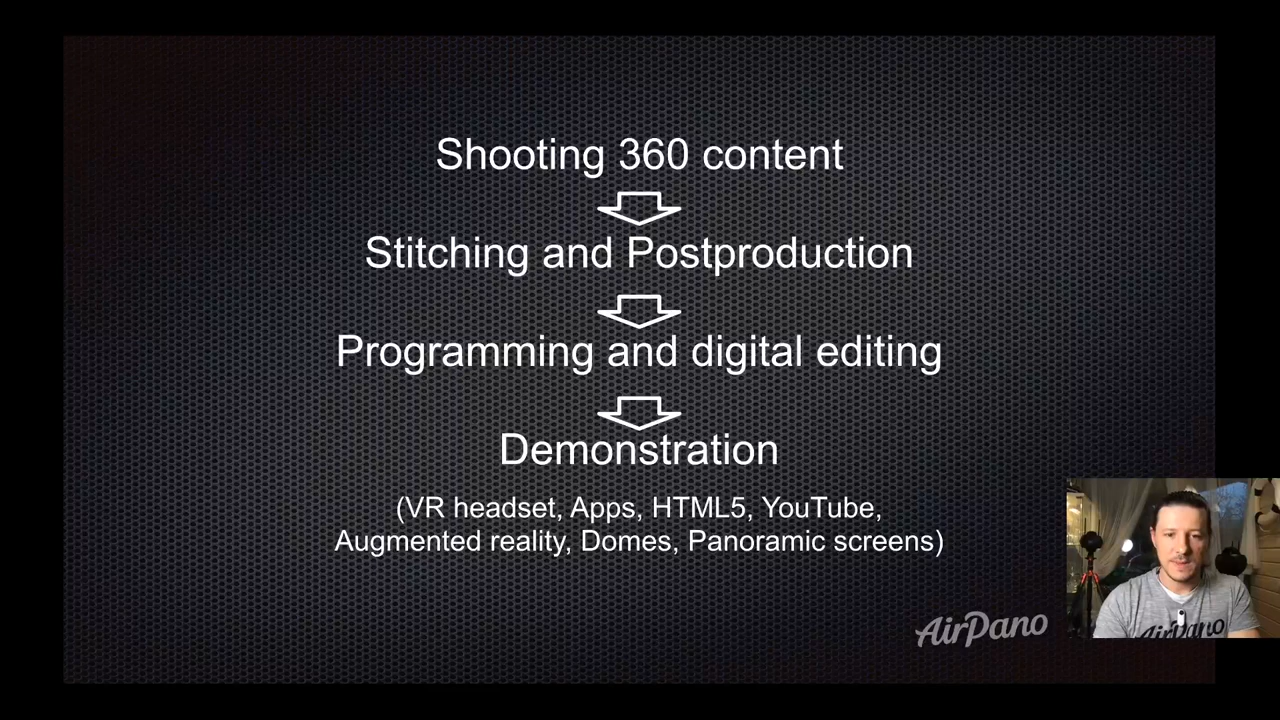 Shooting 360 content
Stitching and Postproduction
Programming and digital editing
Demonstration
(VR headset, Apps, HTML5, YouTube,
Augmented reality, Domes, Panoramic screens)
AirPano
AirPano